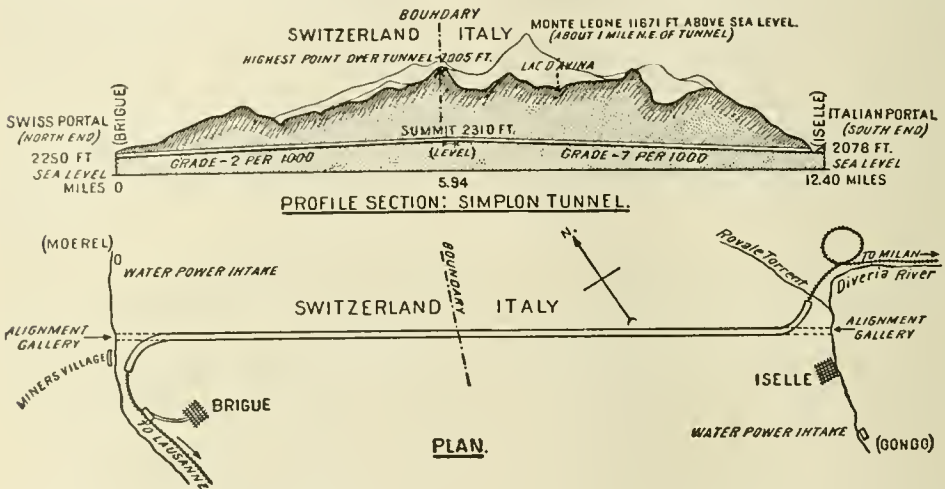 BOUNDARY
SWITZERLAND ITALY
MONTE LEONE 11671 FT ABOVE SEA LEVEL.
(ABOUT 1 MILE N.E. OF TUNNEL)
HIGHEST POINT OVER TUNNEL-7005 FT.
LAC D'AVINA
SWISS PORTAL
(NORTH END)
(BRIGUE)
2250 FT
SEA LEVEL
MILES
0
SUMMIT 2310 FT.
(LEVEL)
GRADE-2 PER 1000
GRADE-7 PER 1000
5.94
(ISELLE)
ITALIAN PORTAL
(SOUTH END)
2078 FT.
SEA LEVEL
12.40 MILES
PROFILE SECTION: SIMPLON TUNNEL.
(MOEREL)
WATER POWER INTAKE
N.
Rovale Torrent
TO MILAN
Diveria River
BOUNDARY
SWITZERLAND ITALY
ALIGNMENT
GALLERY
ALIGNMENT
GALLERY
MINERS VILLAGE
BRIGUE
TO LAUSANNE
ISELLE
WATER POWER INTAKE
(GONGO)
PLAN.